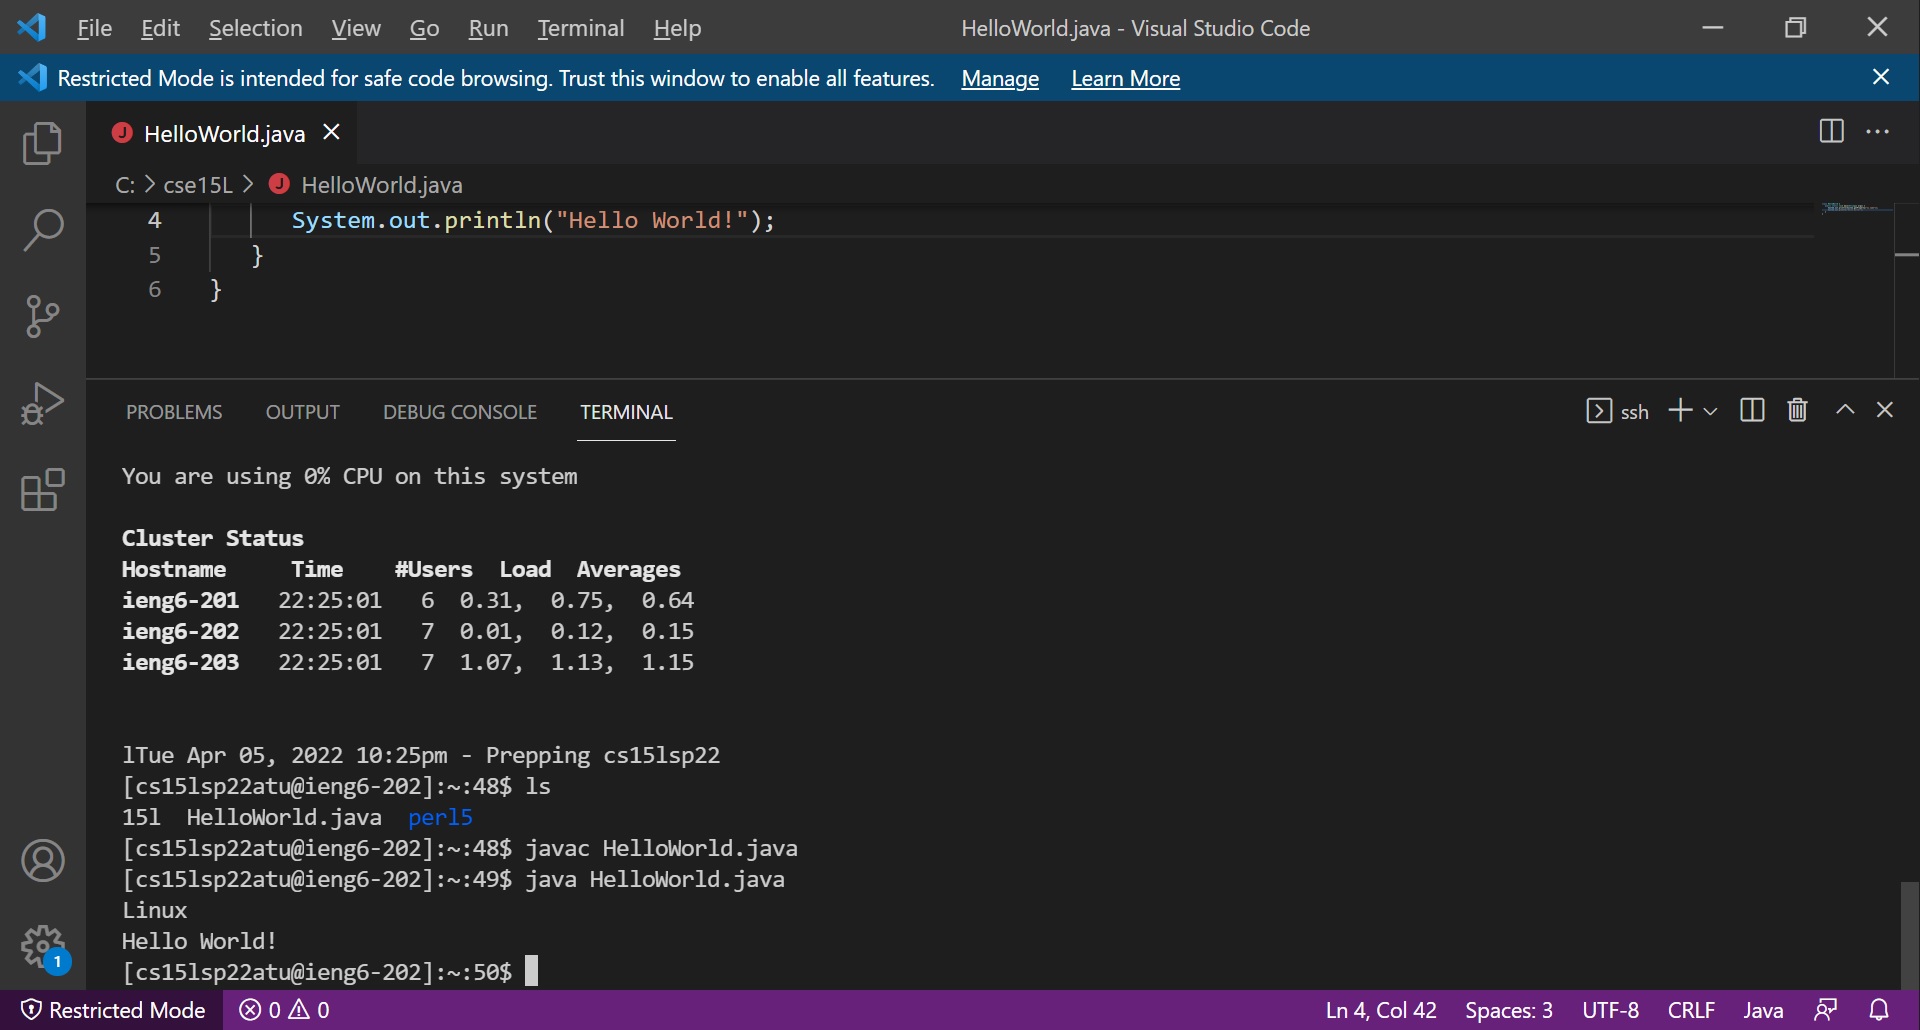 File Edit Selection View Go Run Terminal Help HelloWorld.java - Visual Studio Code
Restricted Mode is intended for safe code browsing. Trust this window to enable all features. Manage Learn More
J HelloWorld.java
C: > cse15L > J HelloWorld.java
4 System.out.println("Hello World!");
5 }
6 }
PROBLEMS OUTPUT DEBUG CONSOLE TERMINAL ssh
You are using 0% CPU on this system
Cluster Status
Hostname Time #Users Load Averages
ieng6-201 22:25:01 6 0.31, 0.75, 0.64
ieng6-202 22:25:01 7 0.01, 0.12, 0.15
ieng6-203 22:25:01 7 1.07, 1.13, 1.15
lTue Apr 05, 2022 10:25pm - Prepping cs15lsp22
[cs15lsp22atu@ieng6-202]:~:48$ ls
15l HelloWorld.java perl5
[cs15lsp22atu@ieng6-202]:~:48$ javac HelloWorld.java
[cs15lsp22atu@ieng6-202]:~:49$ java HelloWorld.java
Linux
Hello World!
[cs15lsp22atu@ieng6-202]:~:50$
1
Restricted Mode 0 0 Ln 4, Col 42 Spaces: 3 UTF-8 CRLF Java